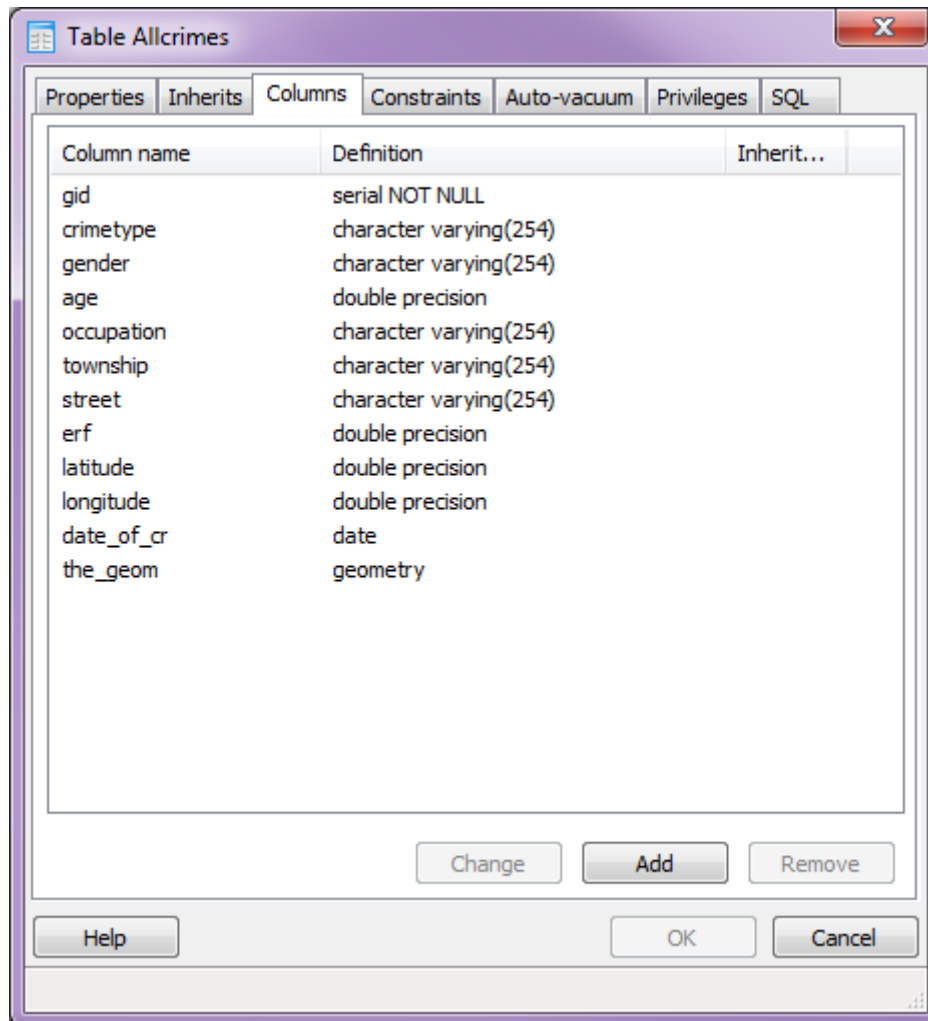 Table Allcrimes
Properties Inherits Columns Constraints Auto-vacuum Privileges SQL
Column name Definition Inherit...
gid serial NOT NULL
crimetype character varying(254)
gender character varying(254)
age double precision
occupation character varying(254)
township character varying(254)
street character varying(254)
erf double precision
latitude double precision
longitude double precision
date_of_cr date
the_geom geometry
Change Add Remove
Help OK Cancel